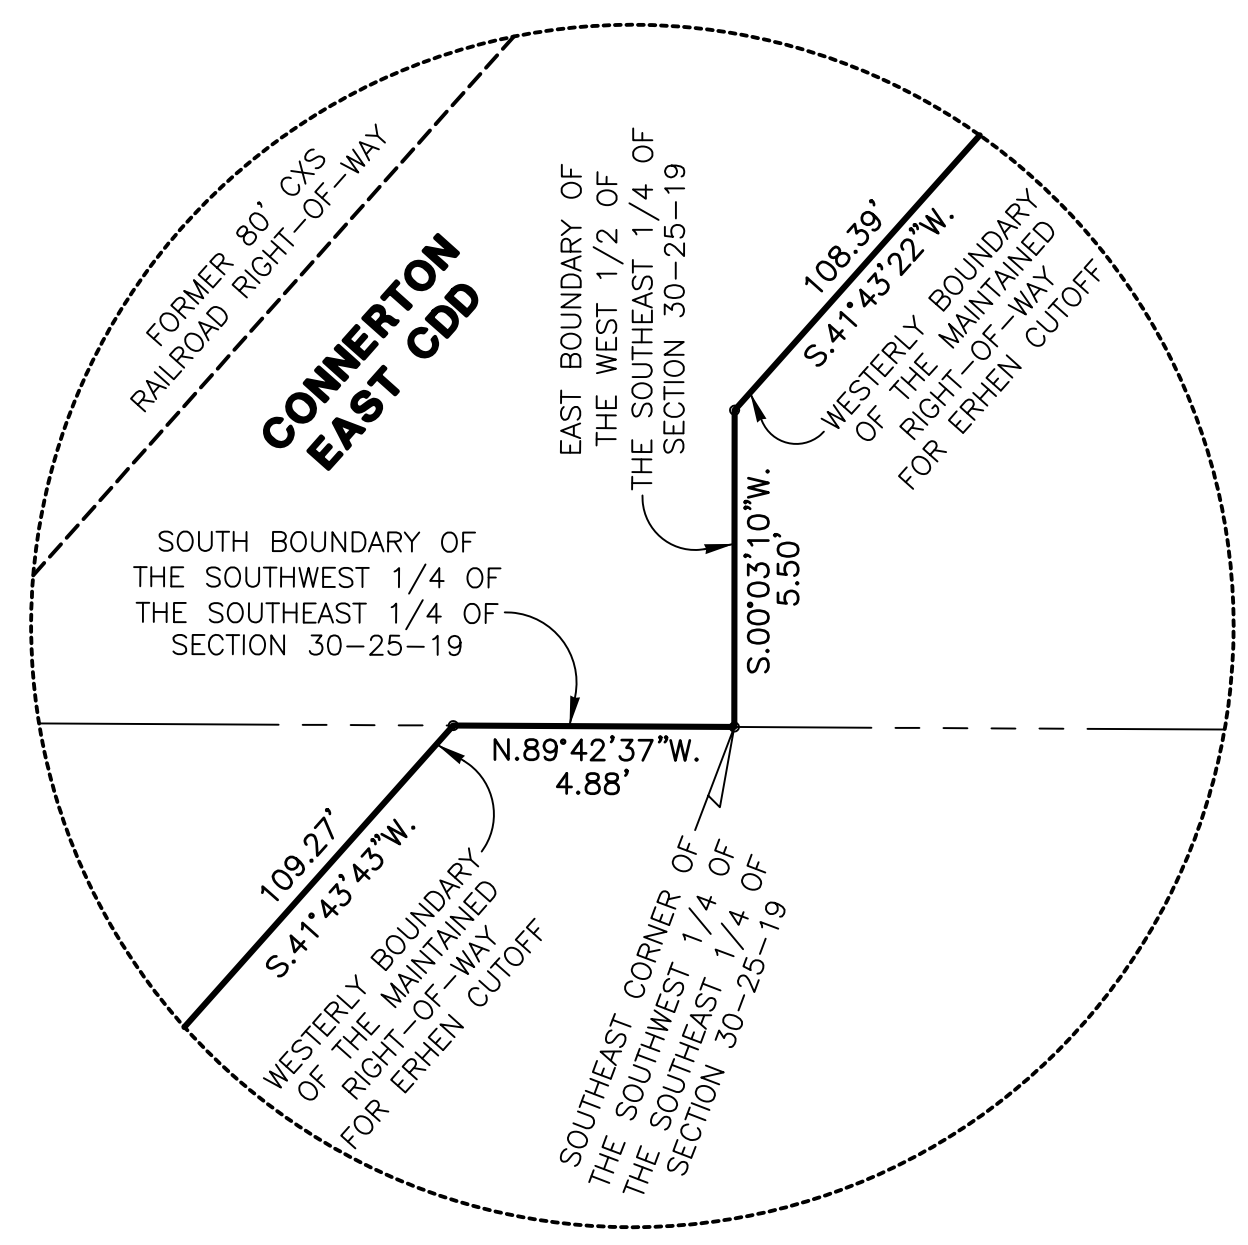 FORMER 80' CXS
RAILROAD RIGHT-OF-WAY
CONNERTON
EAST CDD
EAST BOUNDARY OF
THE WEST 1/2 OF
THE SOUTHEAST 1/4 OF
SECTION 30-25-19
108.39'
S.41°43'22"W.
WESTERLY BOUNDARY
OF THE MAINTAINED
RIGHT-OF-WAY
FOR ERHEN CUTOFF
S.00°03'10"W.
5.50'
SOUTH BOUNDARY OF
THE SOUTHWEST 1/4 OF
THE SOUTHEAST 1/4 OF
SECTION 30-25-19
N.89°42'37"W.
4.88'
109.27'
S.41°43'43"W.
WESTERLY BOUNDARY
OF THE MAINTAINED
RIGHT-OF-WAY
FOR ERHEN CUTOFF
SOUTHEAST CORNER OF
THE SOUTHWEST 1/4 OF
THE SOUTHEAST 1/4 OF
SECTION 30-25-19